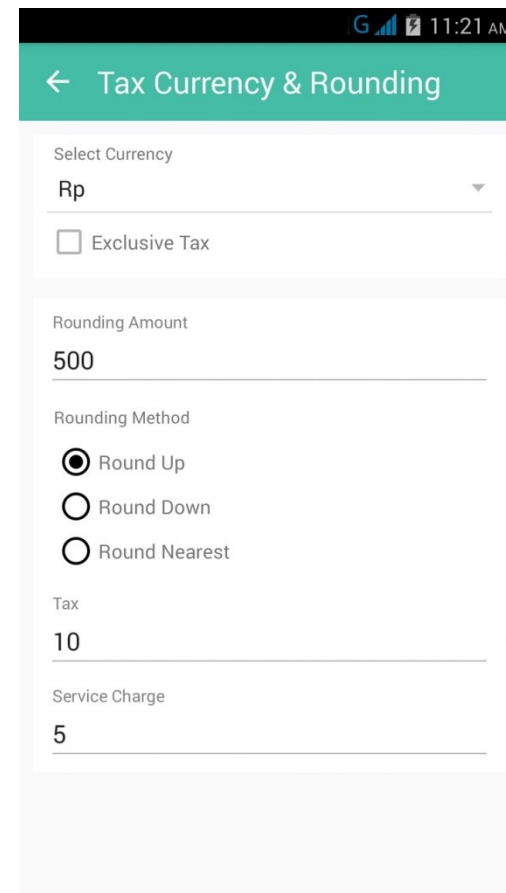 G 11:21 AM
Tax Currency & Rounding
Select Currency
Rp
Exclusive Tax
Rounding Amount
500
Rounding Method
Round Up
Round Down
Round Nearest
Tax
10
Service Charge
5